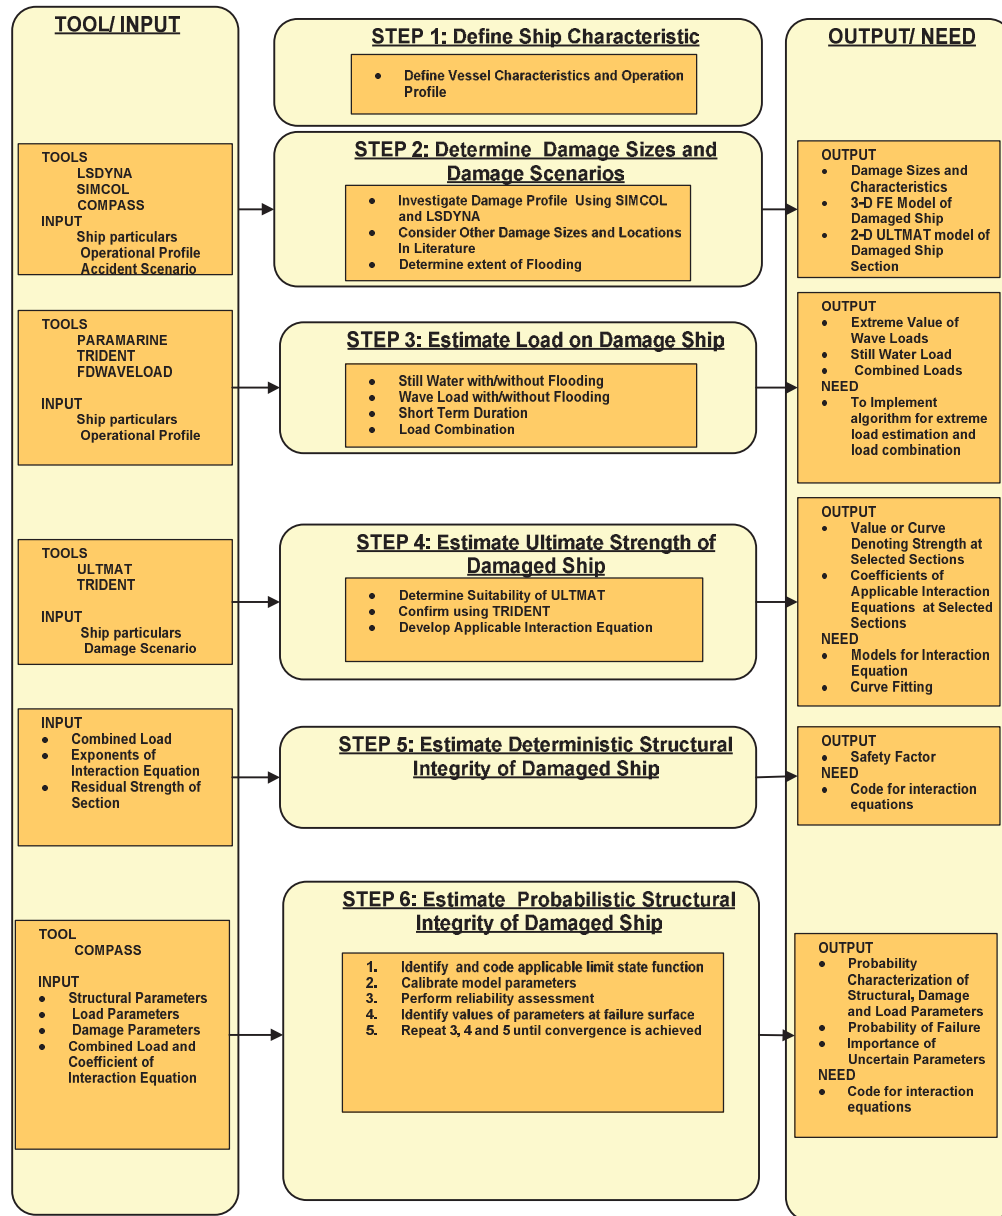 TOOL/ INPUT
TOOLS
LSDYNA
SIMCOL
COMPASS
INPUT
Ship particulars
Operational Profile
Accident Scenario
TOOLS
PARAMARINE
TRIDENT
FDWAVELOAD
INPUT
Ship particulars
Operational Profile
TOOLS
ULTMAT
TRIDENT
INPUT
Ship particulars
Damage Scenario
INPUT
● Combined Load
● Exponents of
Interaction Equation
● Residual Strength of
Section
TOOL
COMPASS
INPUT
● Structural Parameters
● Load Parameters
● Damage Parameters
● Combined Load and
Coefficient of
Interaction Equation
STEP 1: Define Ship Characteristic
● Define Vessel Characteristics and Operation
Profile
STEP 2: Determine Damage Sizes and
Damage Scenarios
● Investigate Damage Profile Using SIMCOL
and LSDYNA
● Consider Other Damage Sizes and Locations
In Literature
● Determine extent of Flooding
STEP 3: Estimate Load on Damage Ship
● Still Water with/without Flooding
● Wave Load with/without Flooding
● Short Term Duration
● Load Combination
STEP 4: Estimate Ultimate Strength of
Damaged Ship
● Determine Suitability of ULTMAT
● Confirm using TRIDENT
● Develop Applicable Interaction Equation
STEP 5: Estimate Deterministic Structural
Integrity of Damaged Ship
STEP 6: Estimate Probabilistic Structural
Integrity of Damaged Ship
1. Identify and code applicable limit state function
2. Calibrate model parameters
3. Perform reliability assessment
4. Identify values of parameters at failure surface
5. Repeat 3, 4 and 5 until convergence is achieved
OUTPUT/ NEED
OUTPUT
● Damage Sizes and
Characteristics
● 3-D FE Model of
Damaged Ship
● 2-D ULTMAT model of
Damaged Ship
Section
OUTPUT
● Extreme Value of
Wave Loads
● Still Water Load
● Combined Loads
NEED
● To Implement
algorithm for extreme
load estimation and
load combination
OUTPUT
● Value or Curve
Denoting Strength at
Selected Sections
● Coefficients of
Applicable Interaction
Equations at Selected
Sections
NEED
● Models for Interaction
Equation
● Curve Fitting
OUTPUT
● Safety Factor
NEED
● Code for interaction
equations
OUTPUT
● Probability
Characterization of
Structural, Damage
and Load Parameters
● Probability of Failure
● Importance of
Uncertain Parameters
NEED
● Code for interaction
equations